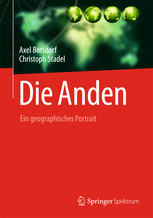 Axel Borsdorf
Christoph Stadel
Die Anden
Ein geographisches Portrait
Springer Spektrum